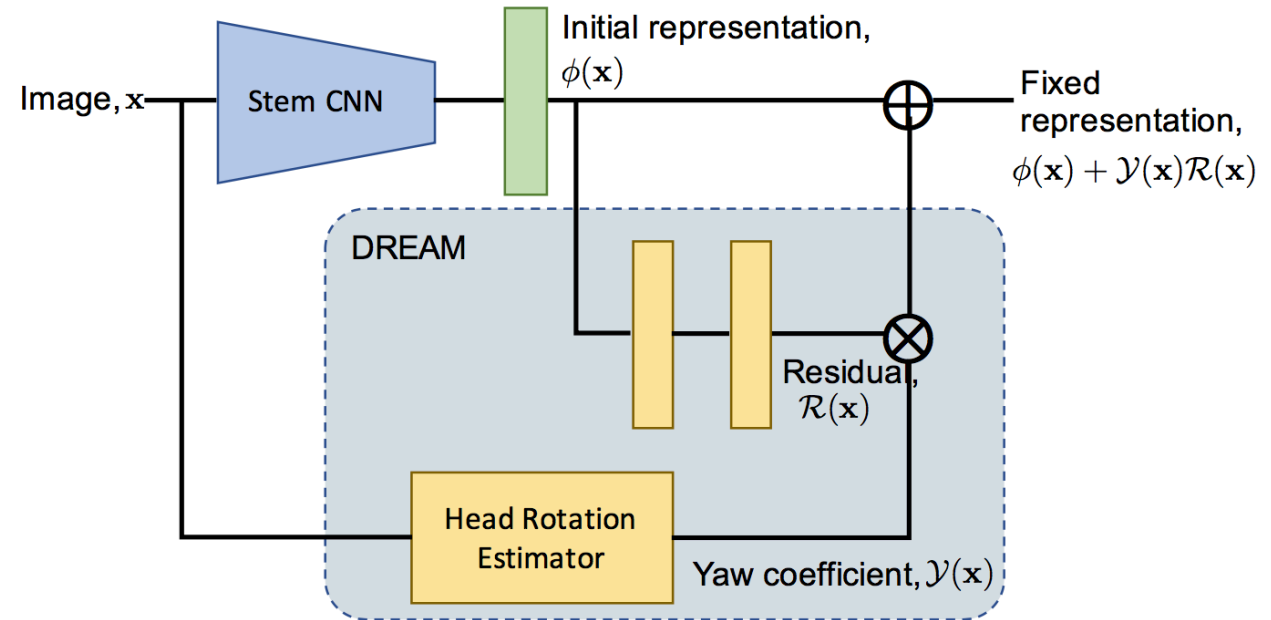 Initial representation,
ϕ(x)
Image, x
Stem CNN
Fixed
representation,
ϕ(x) + 𝒴(x)ℛ(x)
DREAM
Residual,
ℛ(x)
Head Rotation
Estimator
Yaw coefficient, 𝒴(x)